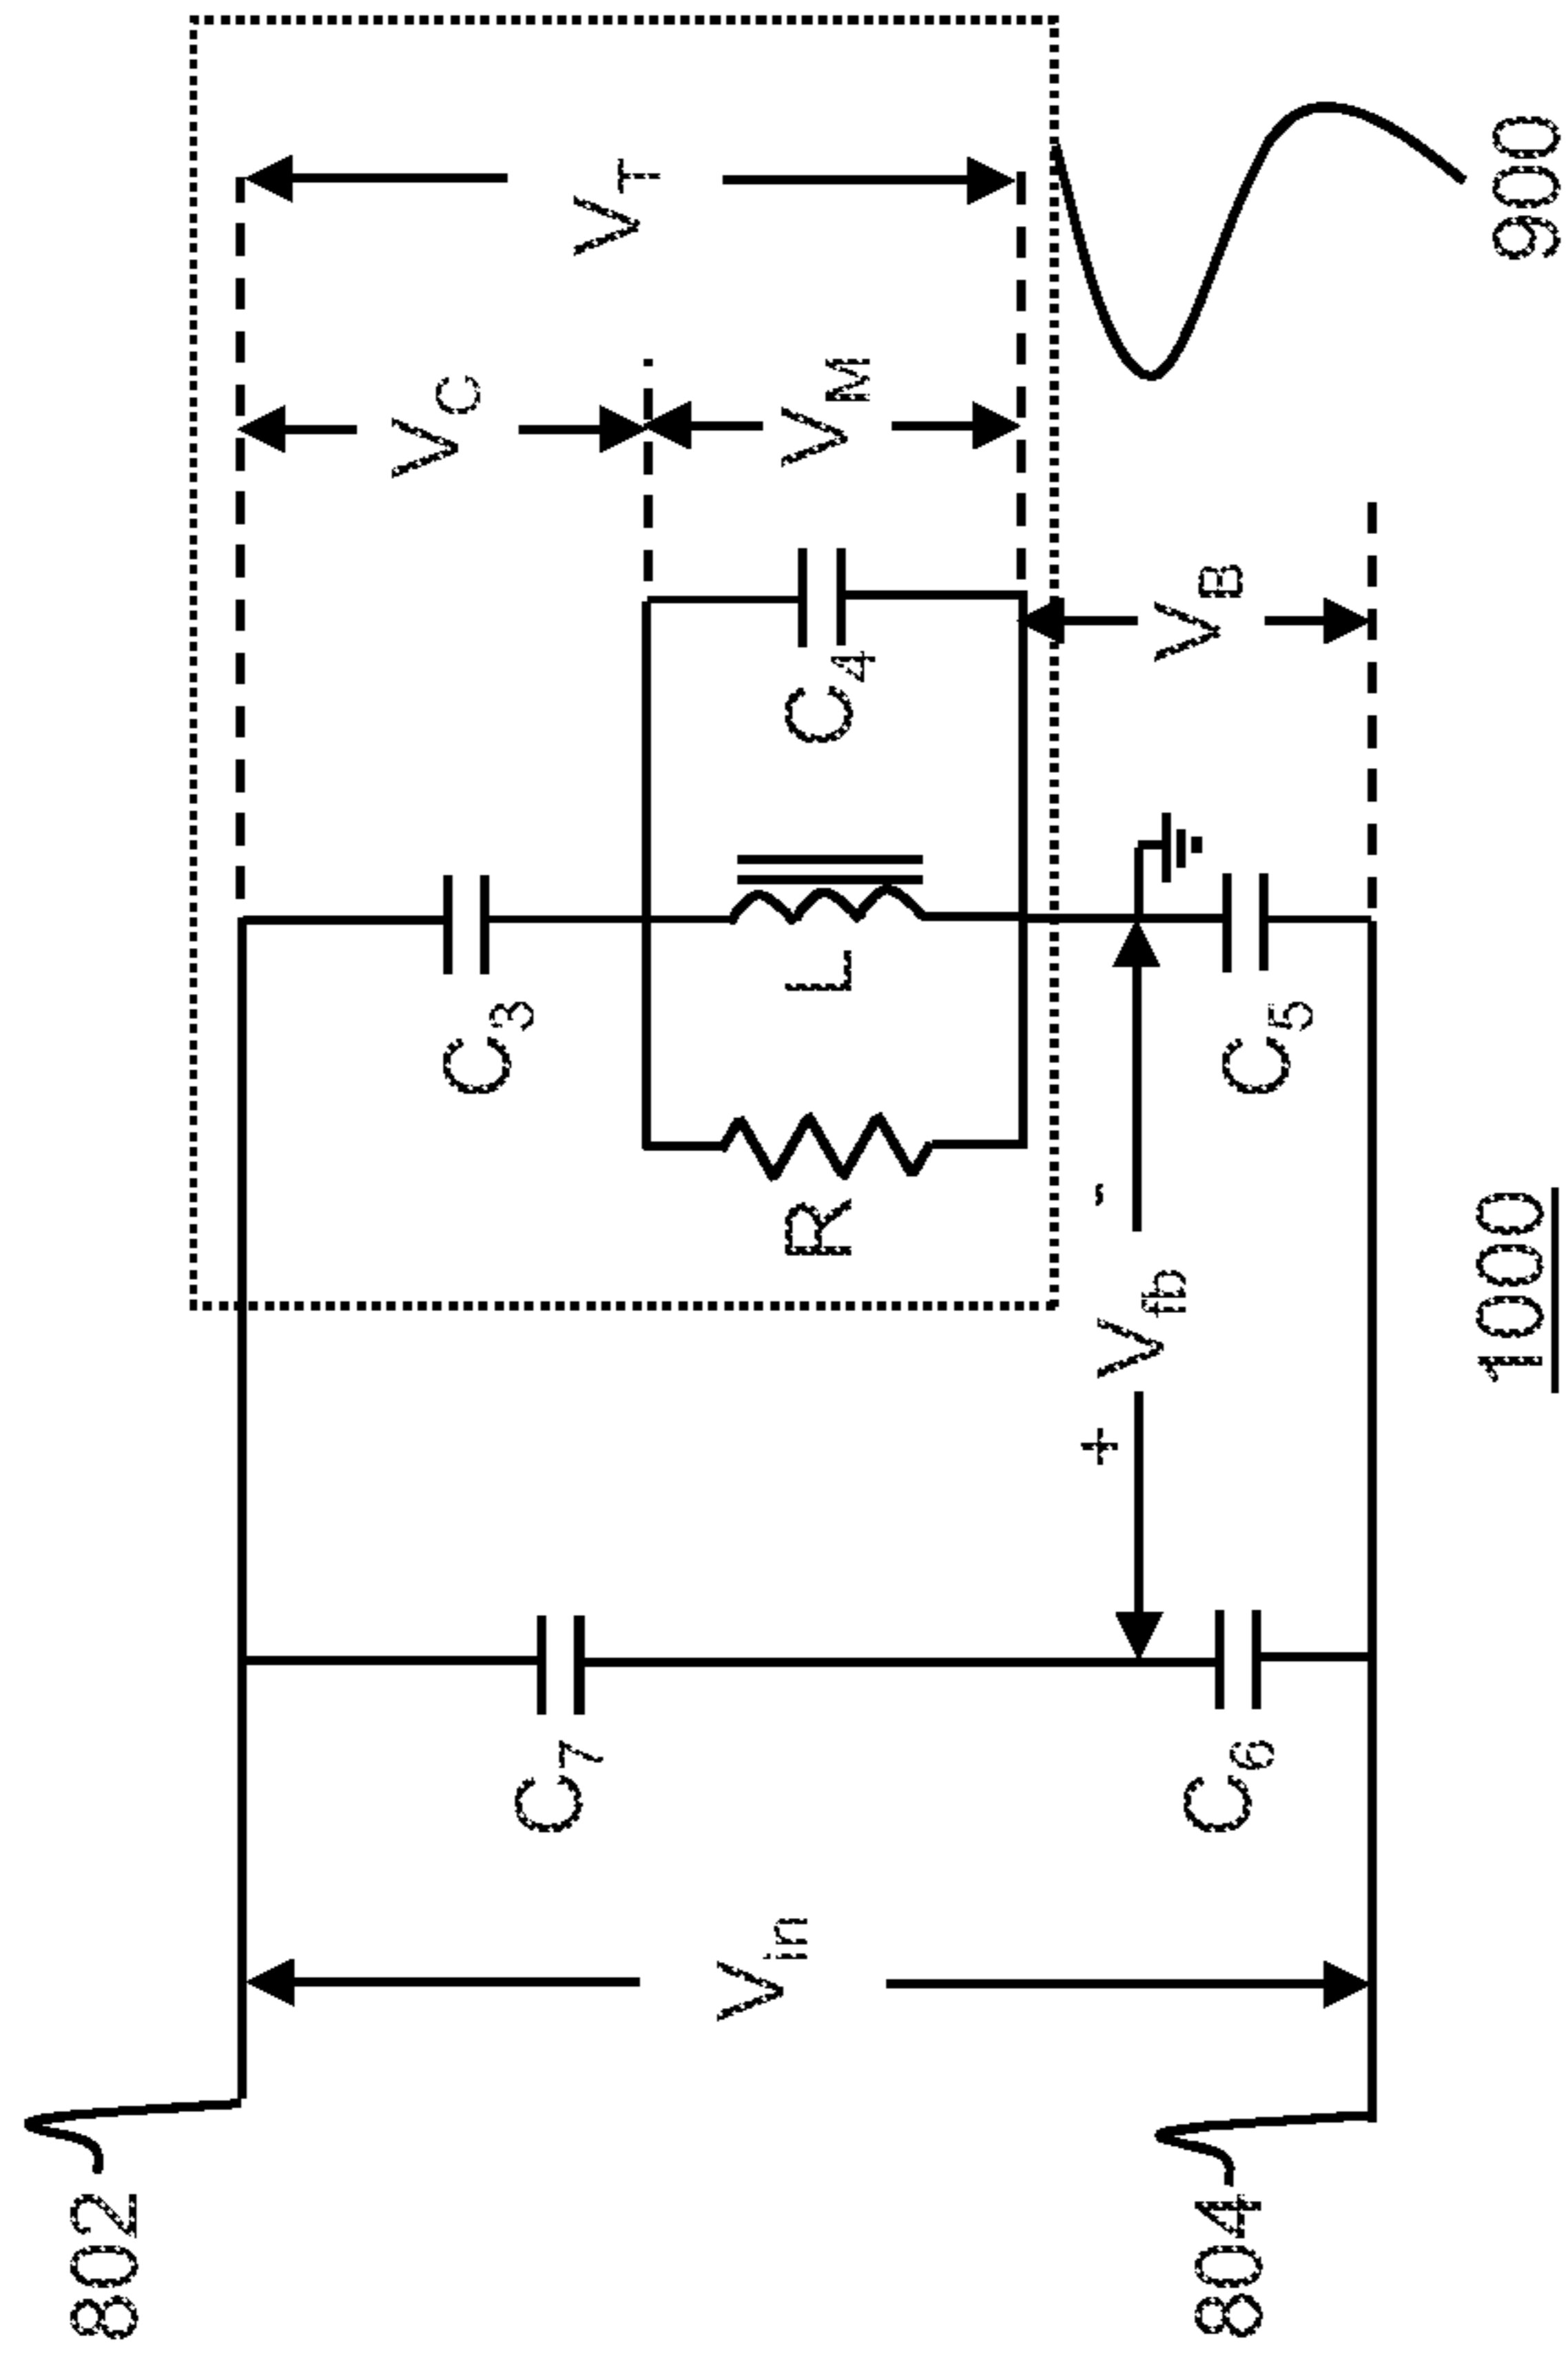 802
804
V_in
C_7
C_6
+ V_fb -
R
L
C_3
C_4
C_5
V_C
V_M
V_T
V_B
900
1000